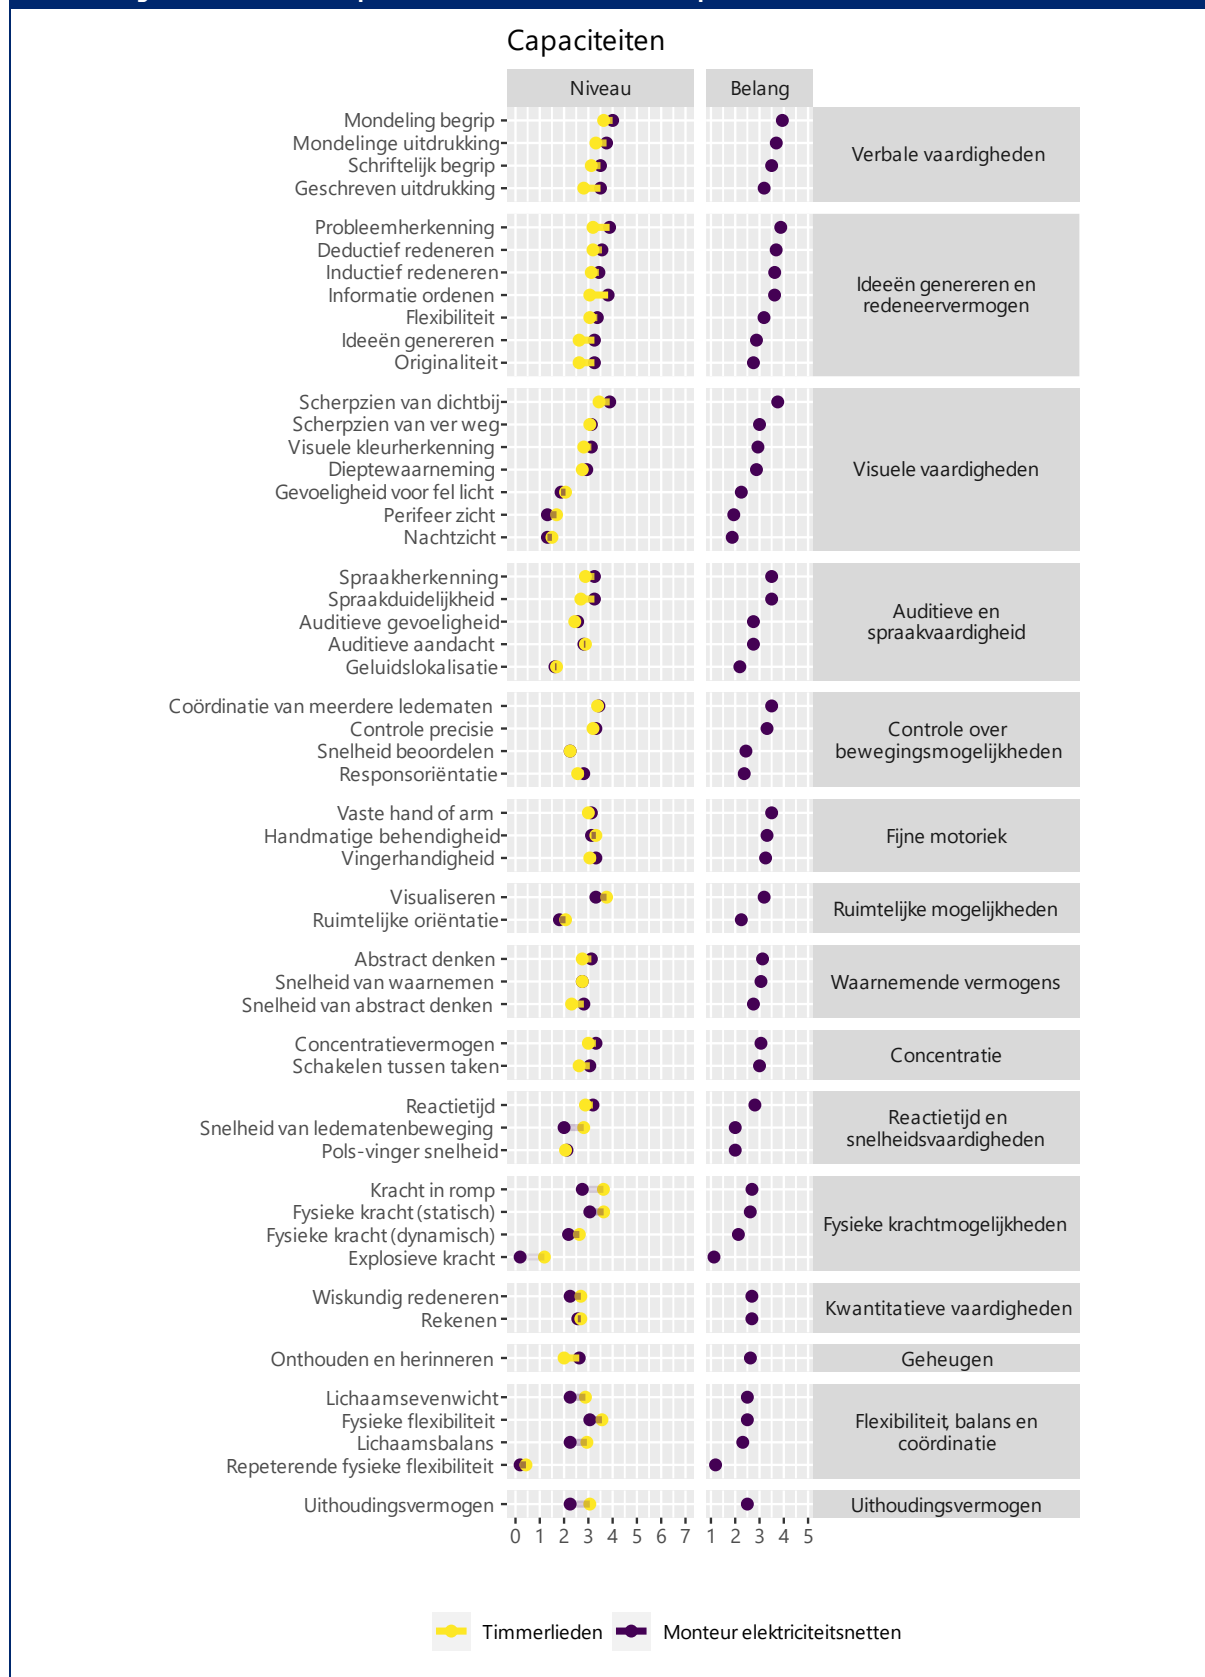 Capaciteiten
Niveau
Belang
Mondeling begrip
Mondelinge uitdrukking
Schriftelijk begrip
Geschreven uitdrukking
Verbale vaardigheden
Probleemherkenning
Deductief redeneren
Inductief redeneren
Informatie ordenen
Flexibiliteit
Ideeën genereren
Originaliteit
Ideeën genereren en
redeneervermogen
Scherpzien van dichtbij
Scherpzien van ver weg
Visuele kleurherkenning
Dieptewaarneming
Gevoeligheid voor fel licht
Perifeer zicht
Nachtzicht
Visuele vaardigheden
Spraakherkenning
Spraakduidelijkheid
Auditieve gevoeligheid
Auditieve aandacht
Geluidslokalisatie
Auditieve en
spraakvaardigheid
Coördinatie van meerdere ledematen
Controle precisie
Snelheid beoordelen
Responsoriëntatie
Controle over
bewegingsmogelijkheden
Vaste hand of arm
Handmatige behendigheid
Vingerhandigheid
Fijne motoriek
Visualiseren
Ruimtelijke oriëntatie
Ruimtelijke mogelijkheden
Abstract denken
Snelheid van waarnemen
Snelheid van abstract denken
Waarnemende vermogens
Concentratievermogen
Schakelen tussen taken
Concentratie
Reactietijd
Snelheid van ledematenbeweging
Pols-vinger snelheid
Reactietijd en
snelheidsvaardigheden
Kracht in romp
Fysieke kracht (statisch)
Fysieke kracht (dynamisch)
Explosieve kracht
Fysieke krachtmogelijkheden
Wiskundig redeneren
Rekenen
Kwantitatieve vaardigheden
Onthouden en herinneren
Geheugen
Lichaamsevenwicht
Fysieke flexibiliteit
Lichaamsbalans
Repeterende fysieke flexibiliteit
Flexibiliteit, balans en
coördinatie
Uithoudingsvermogen
Uithoudingsvermogen
0 1 2 3 4 5 6 7
1 2 3 4 5
Timmerlieden
Monteur elektriciteitsnetten